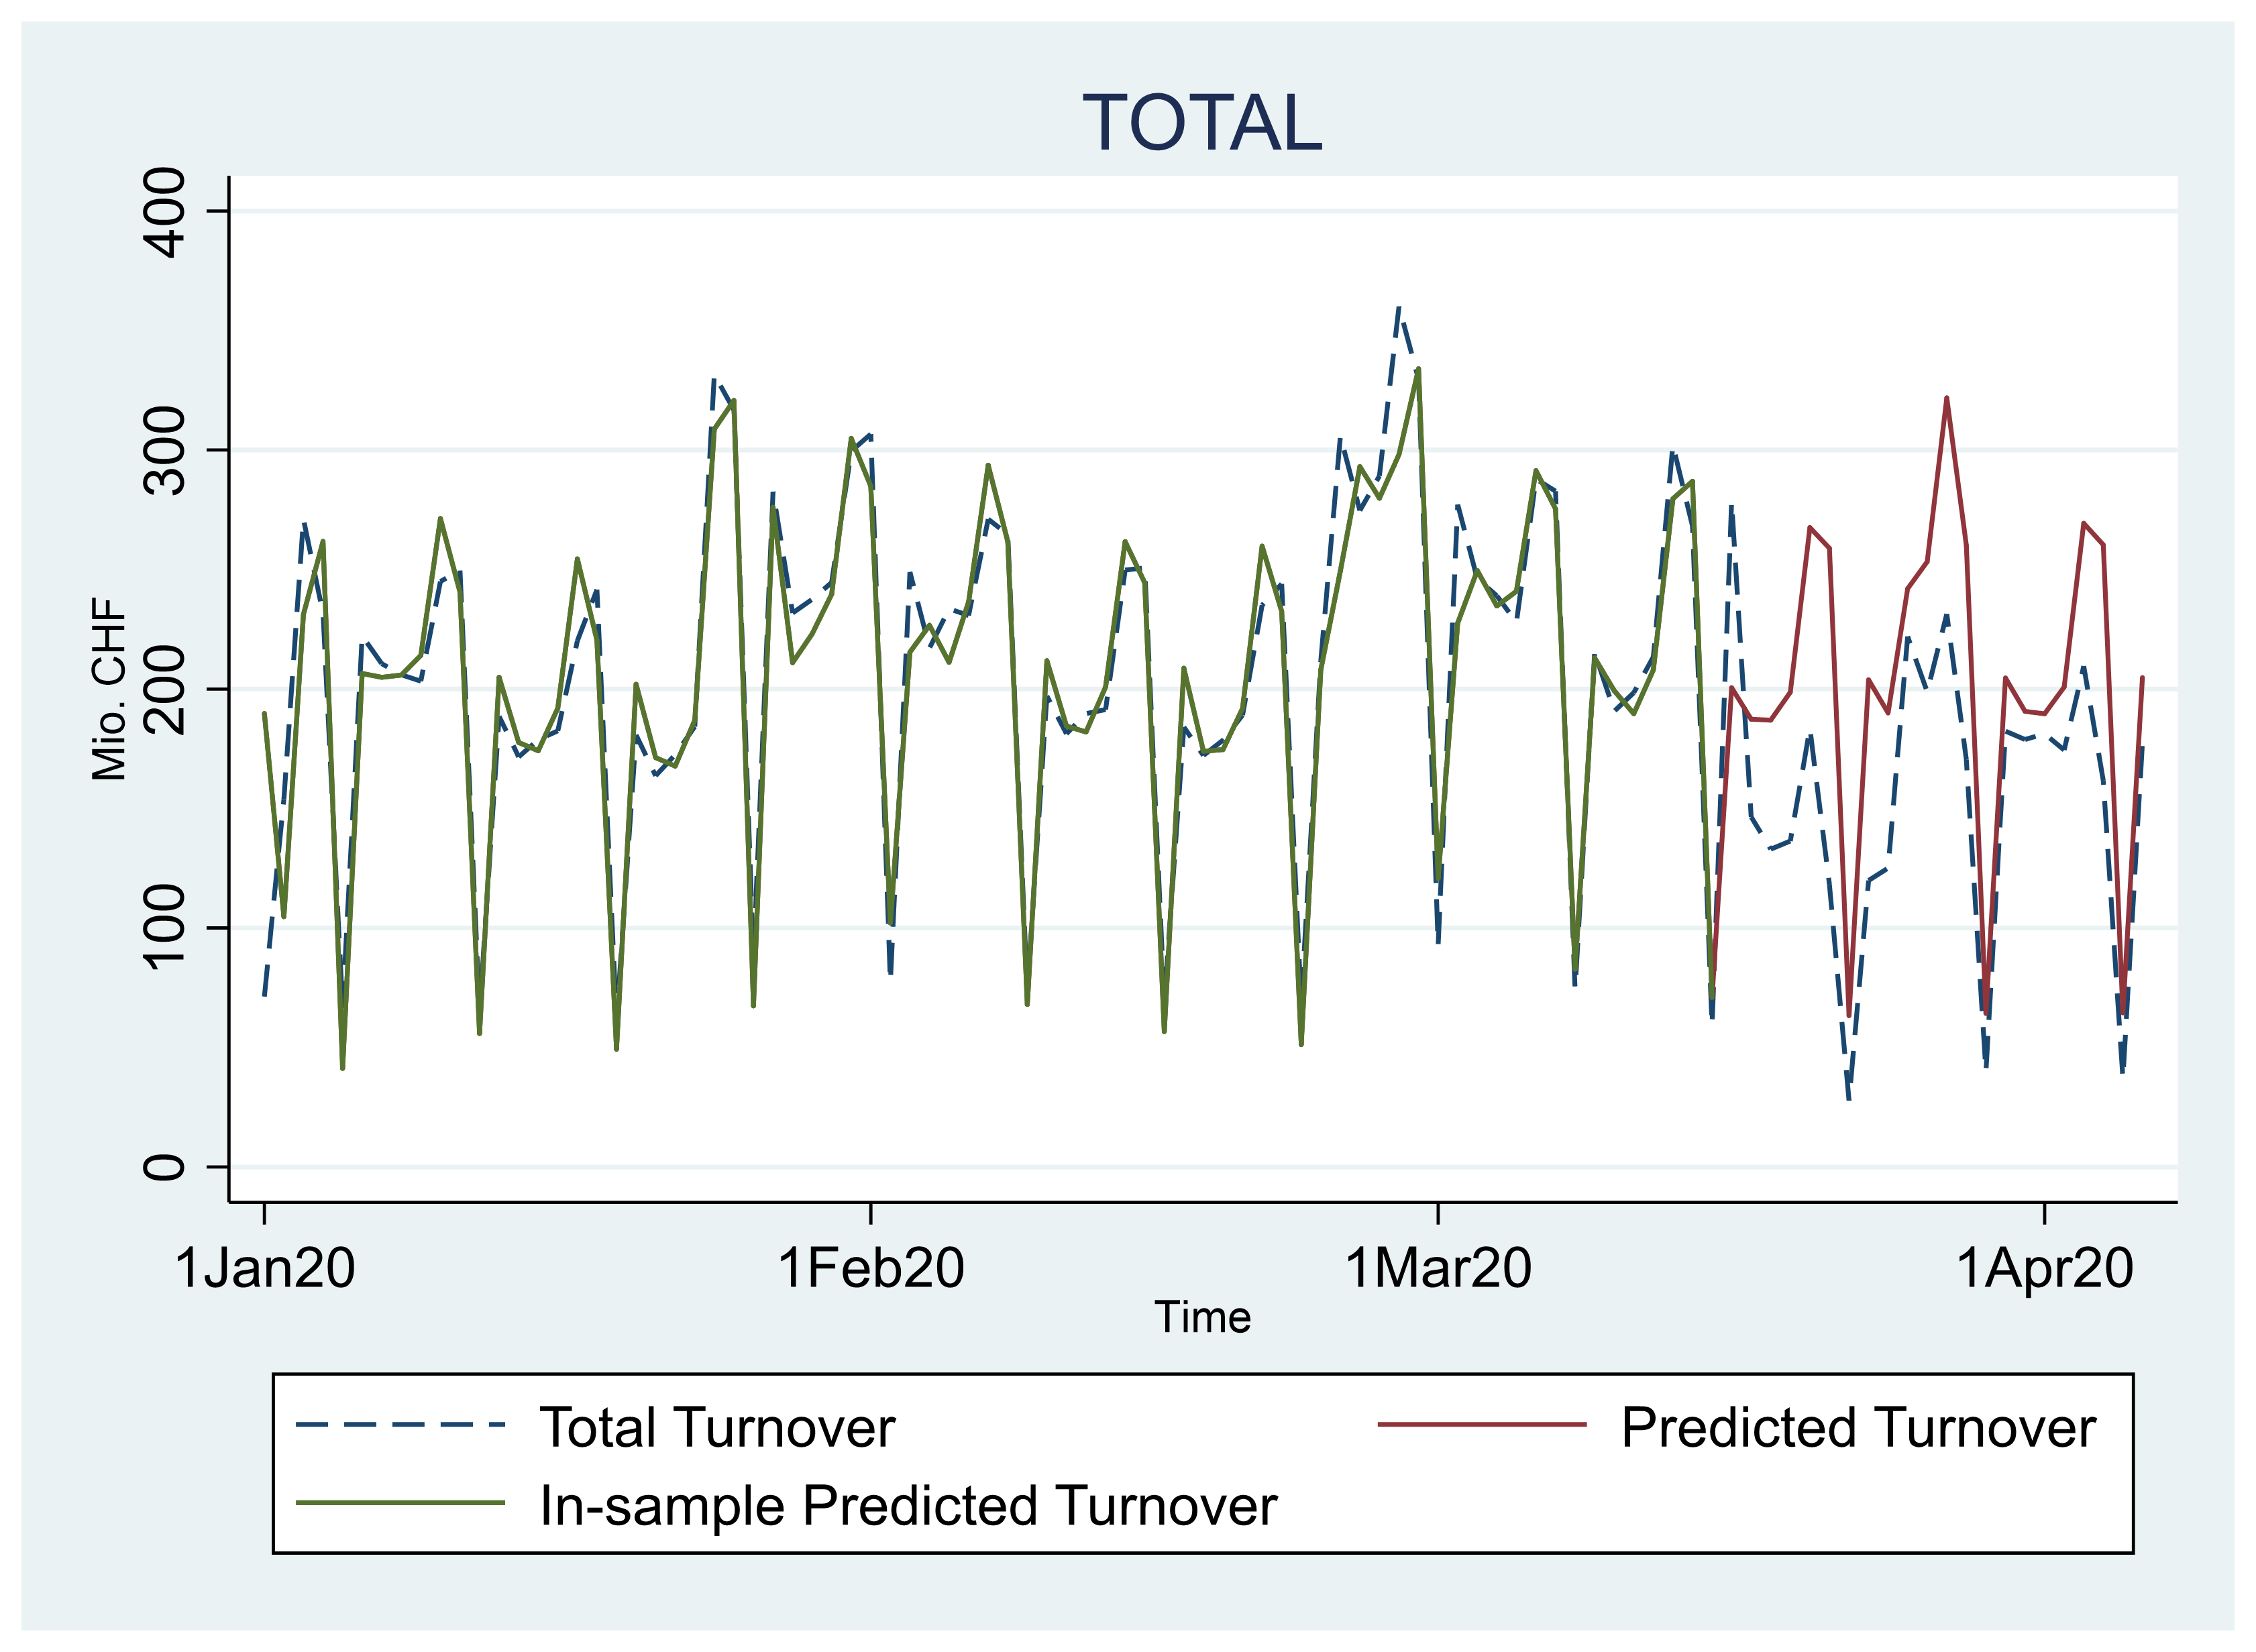 TOTAL
400
300
200
100
0
Mio. CHF
1Jan20 1Feb20 1Mar20 1Apr20
Time
Total Turnover Predicted Turnover
In-sample Predicted Turnover